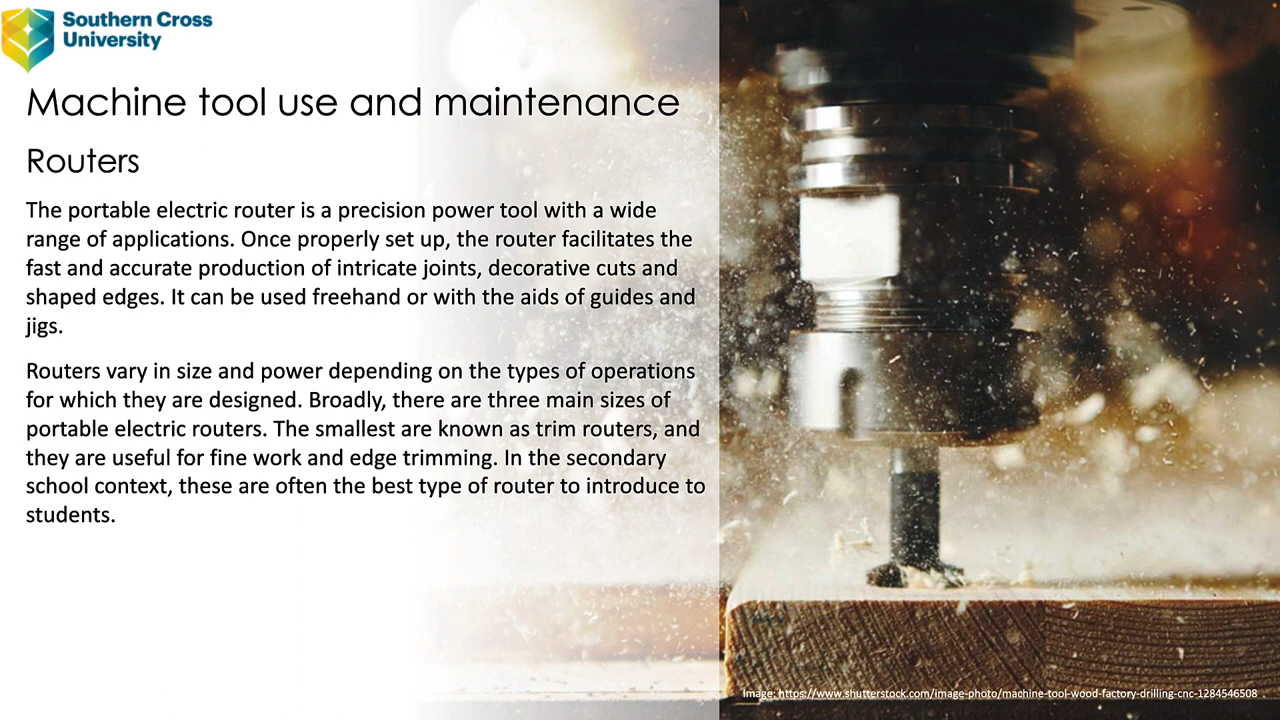 Southern Cross
University
Machine tool use and maintenance
Routers
The portable electric router is a precision power tool with a wide
range of applications. Once properly set up, the router facilitates the
fast and accurate production of intricate joints, decorative cuts and
shaped edges. It can be used freehand or with the aids of guides and
jigs.
Routers vary in size and power depending on the types of operations
for which they are designed. Broadly, there are three main sizes of
portable electric routers. The smallest are known as trim routers, and
they are useful for fine work and edge trimming. In the secondary
school context, these are often the best type of router to introduce to
students.
Image: https://www.shutterstock.com/image-photo/machine-tool-wood-factory-drilling-cnc-1284546508